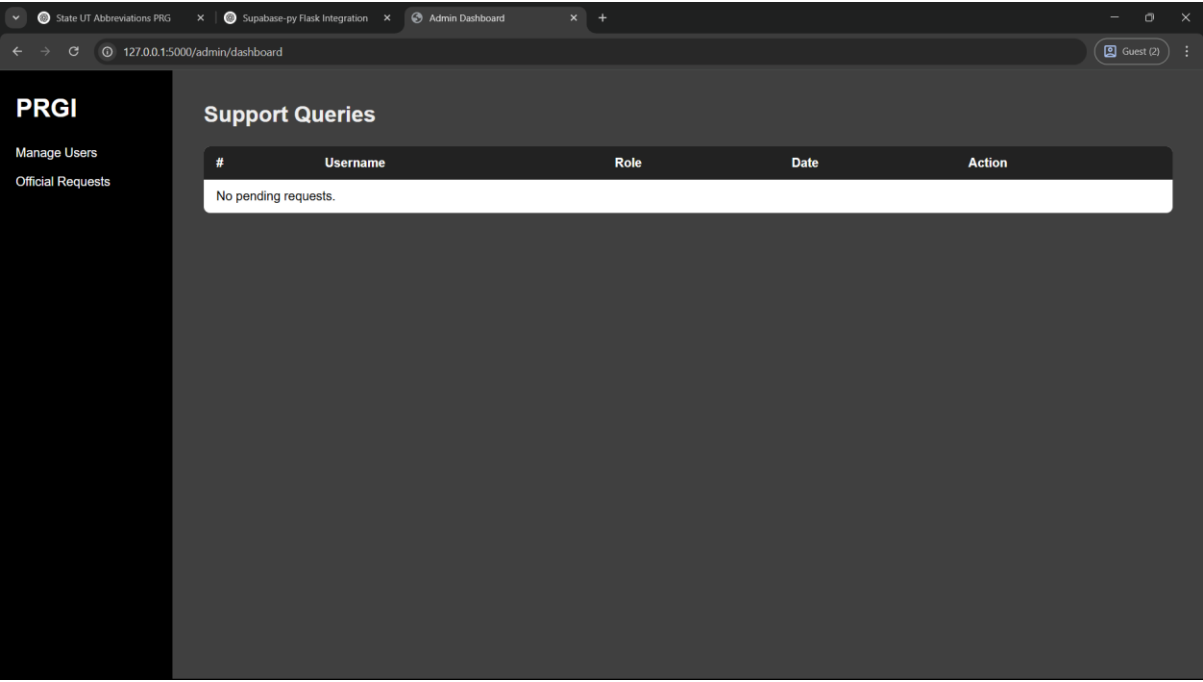 State UT Abbreviations PRG
Supabase-py Flask Integration
Admin Dashboard
127.0.0.1:5000/admin/dashboard
Guest (2)
PRGI
Manage Users
Official Requests
Support Queries
# Username Role Date Action
No pending requests.